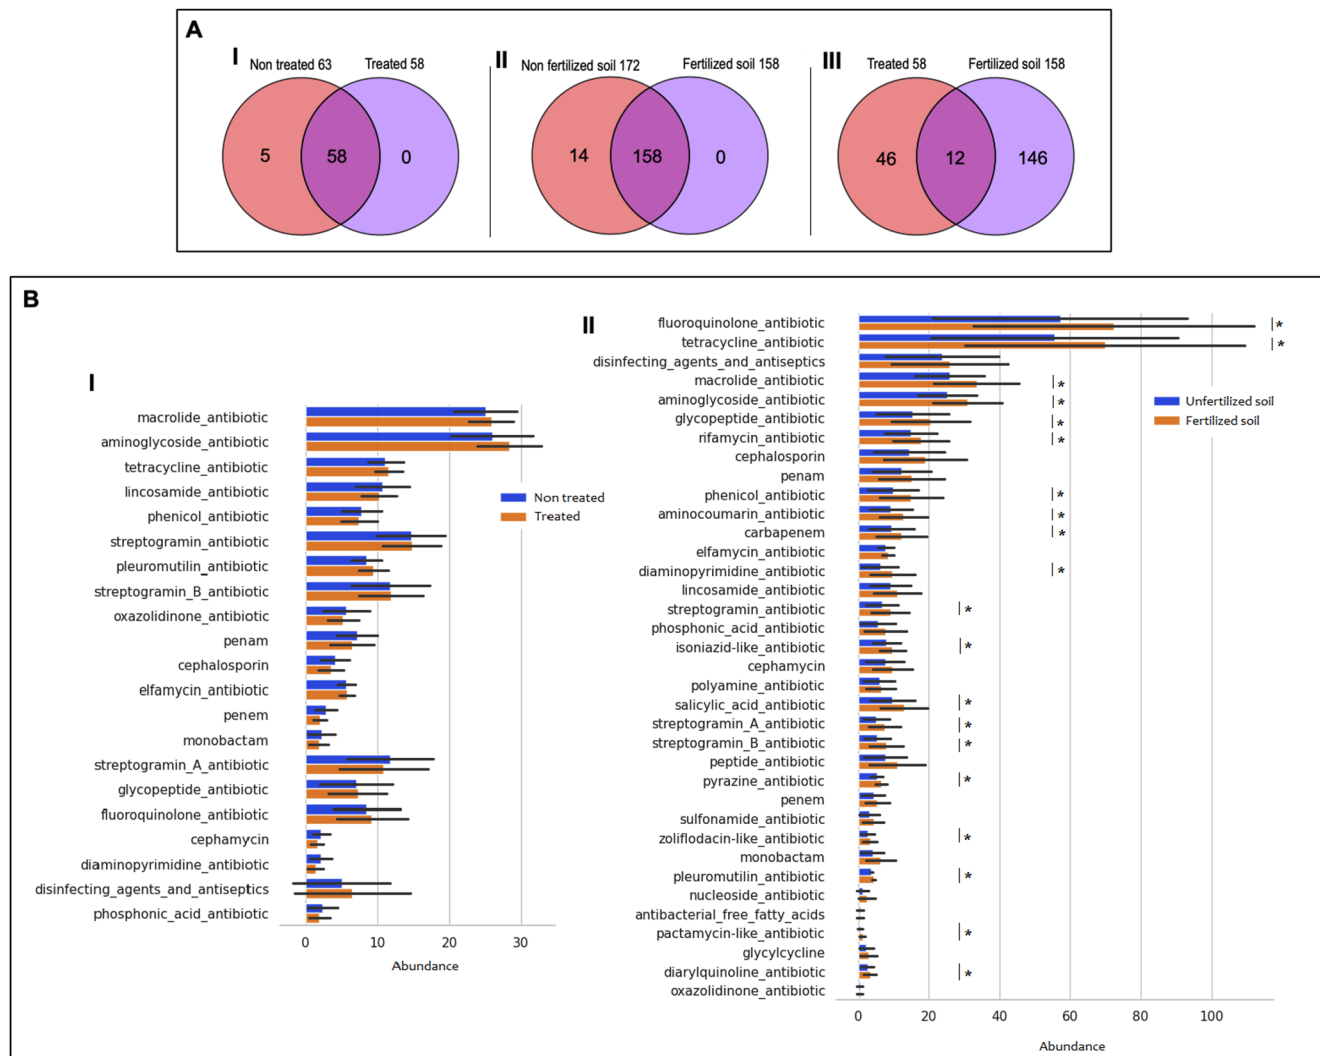 A
I
Non treated 63 Treated 58
5 58 0
II
Non fertilized soil 172 Fertilized soil 158
14 158 0
III
Treated 58 Fertilized soil 158
46 12 146
B
I
macrolide_antibiotic
aminoglycoside_antibiotic
tetracycline_antibiotic
lincosamide_antibiotic
phenicol_antibiotic
streptogramin_antibiotic
pleuromutilin_antibiotic
streptogramin_B_antibiotic
oxazolidinone_antibiotic
penam
cephalosporin
elfamycin_antibiotic
penem
monobactam
streptogramin_A_antibiotic
glycopeptide_antibiotic
fluoroquinolone_antibiotic
cephamycin
diaminopyrimidine_antibiotic
disinfecting_agents_and_antiseptics
phosphonic_acid_antibiotic
0 10 20 30
Abundance
Non treated
Treated
II
fluoroquinolone_antibiotic *
tetracycline_antibiotic *
disinfecting_agents_and_antiseptics
macrolide_antibiotic *
aminoglycoside_antibiotic *
glycopeptide_antibiotic *
rifamycin_antibiotic *
cephalosporin
penam
phenicol_antibiotic *
aminocoumarin_antibiotic *
carbapenem *
elfamycin_antibiotic
diaminopyrimidine_antibiotic *
lincosamide_antibiotic
streptogramin_antibiotic *
phosphonic_acid_antibiotic
isoniazid-like_antibiotic *
cephamycin
polyamine_antibiotic
salicylic_acid_antibiotic *
streptogramin_A_antibiotic *
streptogramin_B_antibiotic *
peptide_antibiotic
pyrazine_antibiotic *
penem
sulfonamide_antibiotic
zoliflodacin-like_antibiotic *
monobactam
pleuromutilin_antibiotic *
nucleoside_antibiotic
antibacterial_free_fatty_acids
pactamycin-like_antibiotic *
glycylcycline
diarylquinoline_antibiotic *
oxazolidinone_antibiotic
0 20 40 60 80 100
Abundance
Unfertilized soil
Fertilized soil